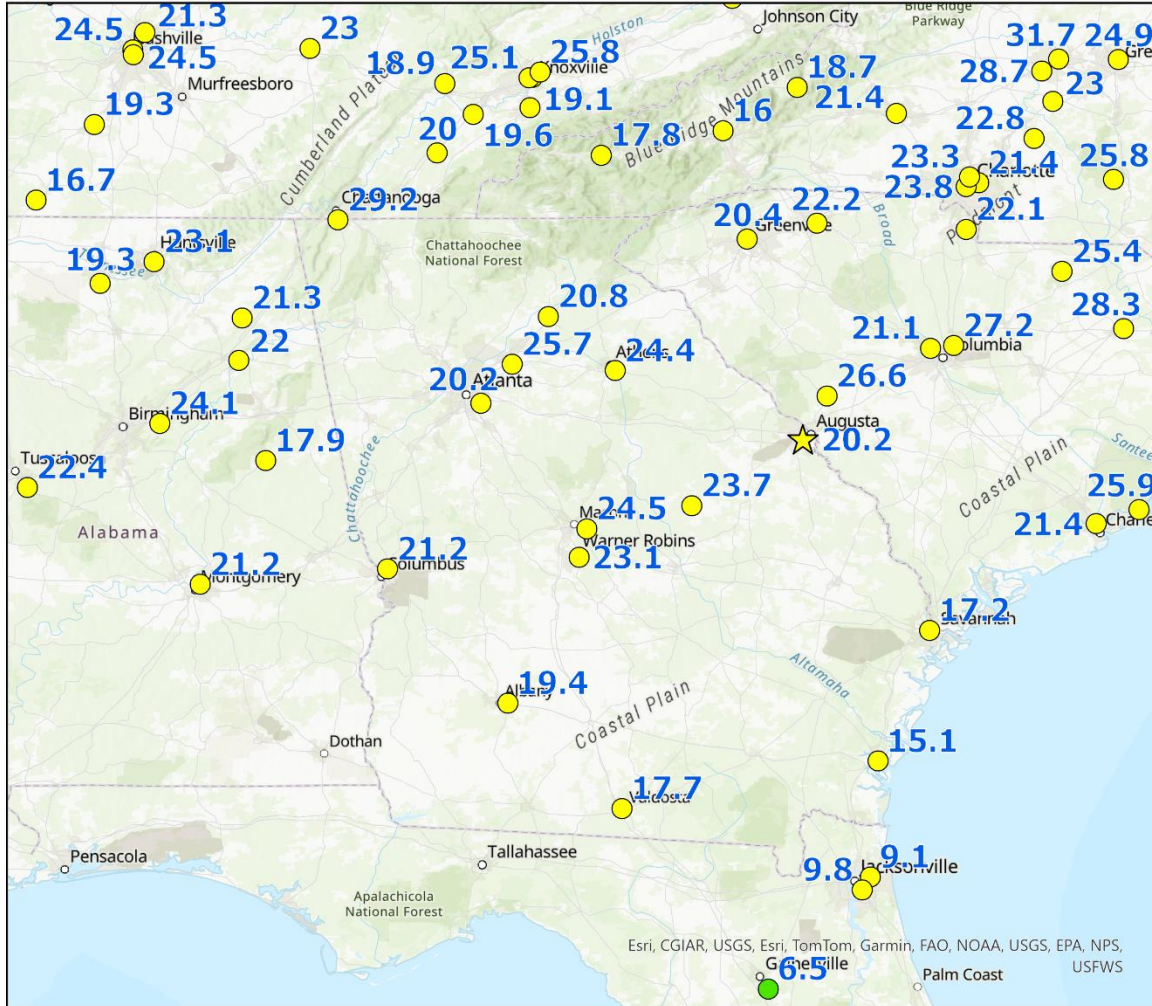 21.3
24.5
24.5
Murfreesboro
19.3
16.7
23
Cumberland Plateau
18.9
25.1
25.8
Holston
Knoxville
19.1
20
19.6
17.8
Johnson City
Blue Ridge
Parkway
Blue Ridge Mountains
16
18.7
21.4
31.7
24.9
28.7
23
22.8
23.3
21.4
Charlotte
23.8
25.8
22.1
Piedmont
Chattanooga
29.2
Chattahoochee
National Forest
20.4
22.2
Greenville
Broad
Huntsville
23.1
19.3
25.4
21.3
20.8
28.3
22
25.7
24.4
Athens
21.1
27.2
Columbia
20.2
Atlanta
26.6
Birmingham
24.1
Augusta
20.2
Tuscaloosa
22.4
17.9
Chattahoochee
Coastal Plain
Santee
Alabama
23.7
25.9
24.5
21.4
Macon
Warner Robins
23.1
21.2
Montgomery
21.2
Columbus
17.2
Savannah
19.4
Albany
Altamaha
Coastal Plain
Dothan
15.1
17.7
Valdosta
Pensacola
Tallahassee
9.1
9.8
Jacksonville
Apalachicola
National Forest
Esri, CGIAR, USGS, Esri, TomTom, Garmin, FAO, NOAA, USGS, EPA, NPS,
USFWS
6.5
Gainesville
Palm Coast